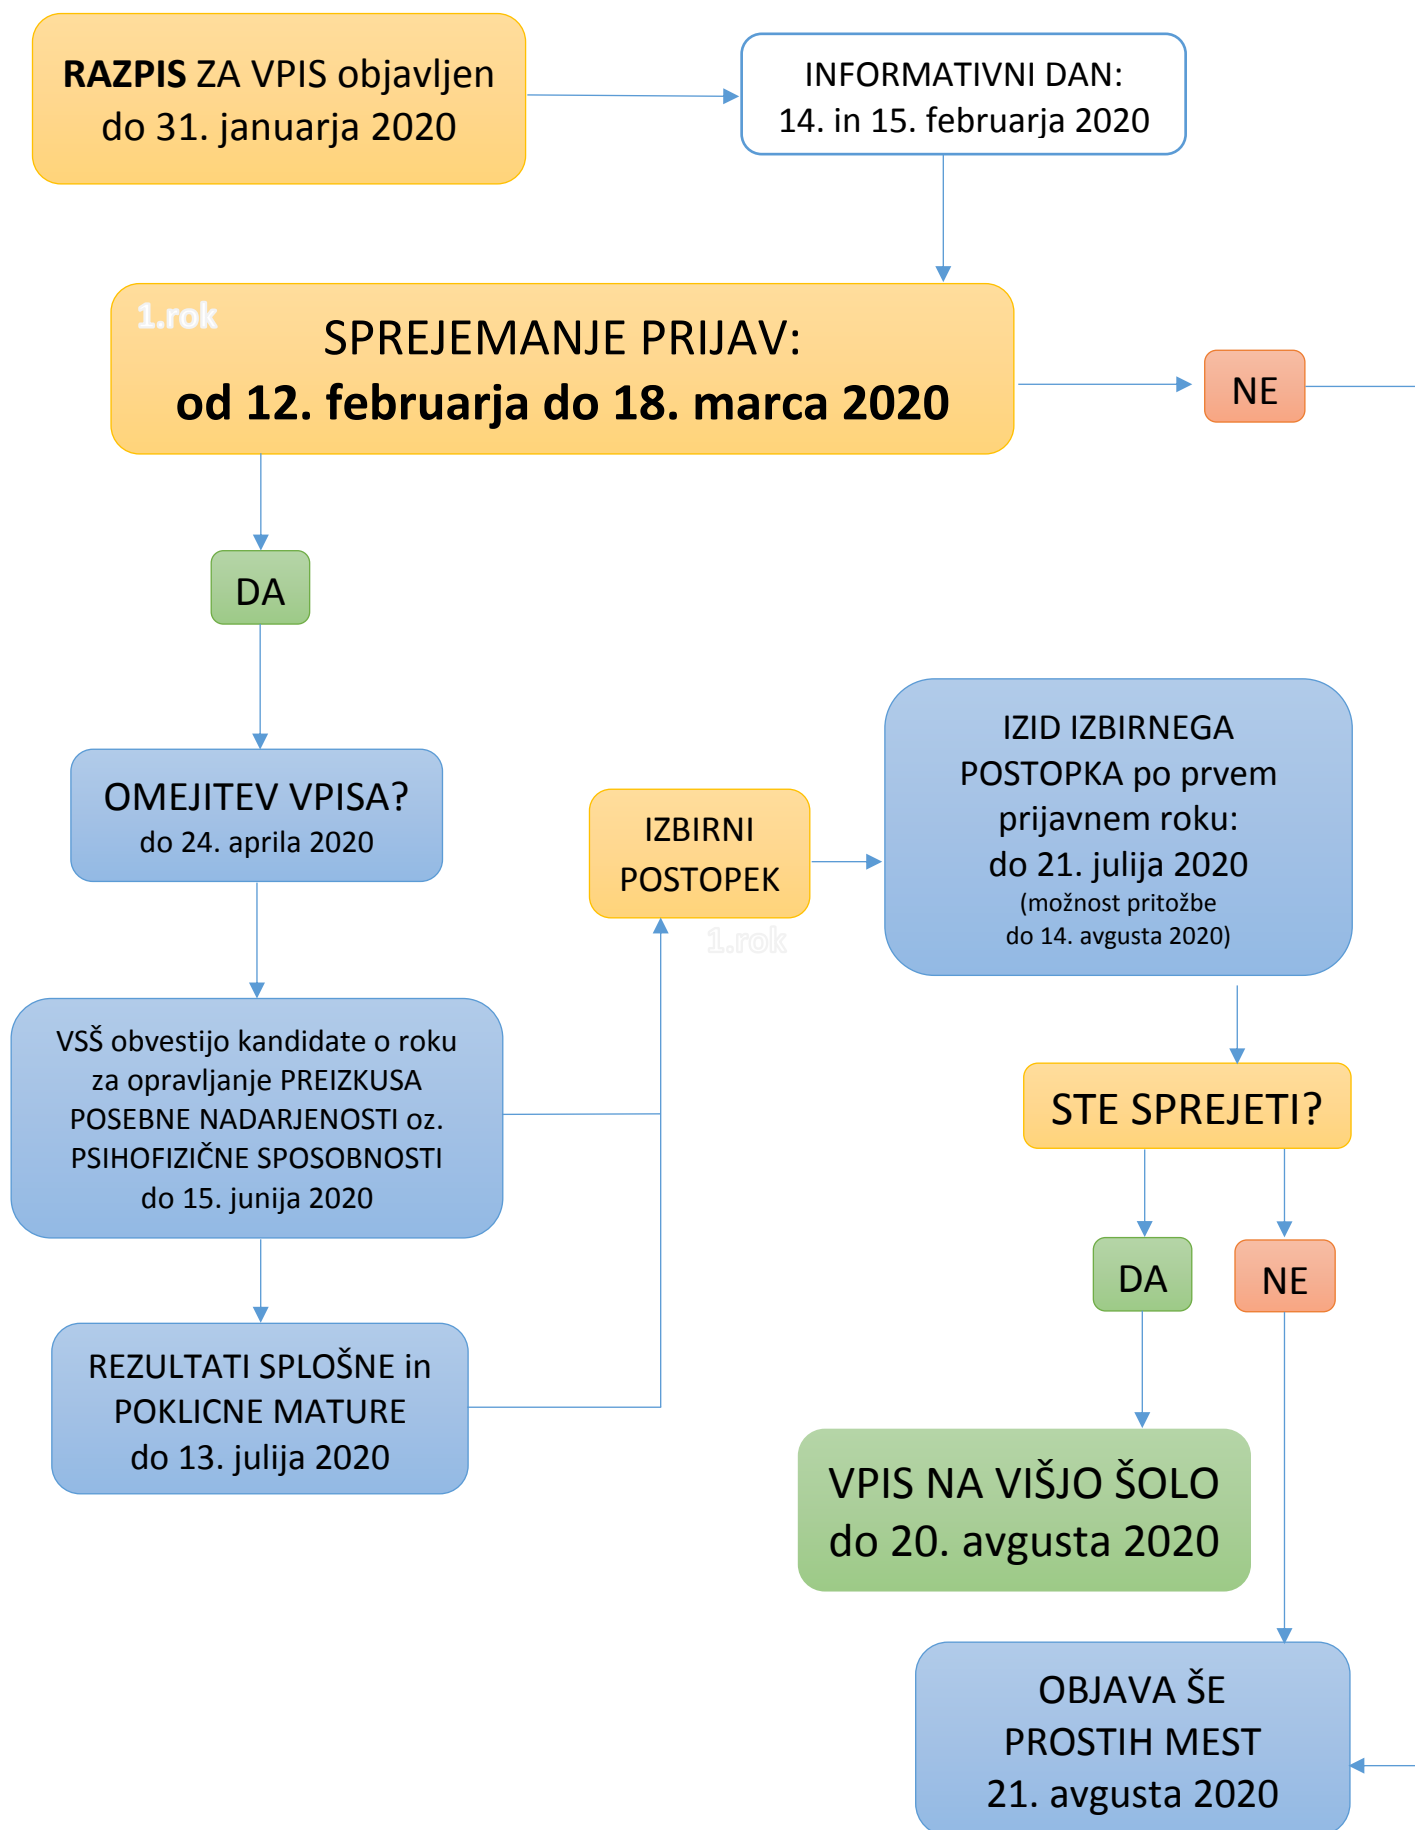 RAZPIS ZA VPIS objavljen
do 31. januarja 2020
INFORMATIVNI DAN:
14. in 15. februarja 2020
1.rok
SPREJEMANJE PRIJAV:
od 12. februarja do 18. marca 2020
NE
DA
OMEJITEV VPISA?
do 24. aprila 2020
IZBIRNI
POSTOPEK
1.rok
IZID IZBIRNEGA
POSTOPKA po prvem
prijavnem roku:
do 21. julija 2020
(možnost pritožbe
do 14. avgusta 2020)
VSŠ obvestijo kandidate o roku
za opravljanje PREIZKUSA
POSEBNE NADARJENOSTI oz.
PSIHOFIZIČNE SPOSOBNOSTI
do 15. junija 2020
STE SPREJETI?
DA
NE
REZULTATI SPLOŠNE in
POKLICNE MATURE
do 13. julija 2020
VPIS NA VIŠJO ŠOLO
do 20. avgusta 2020
OBJAVA ŠE
PROSTIH MEST
21. avgusta 2020